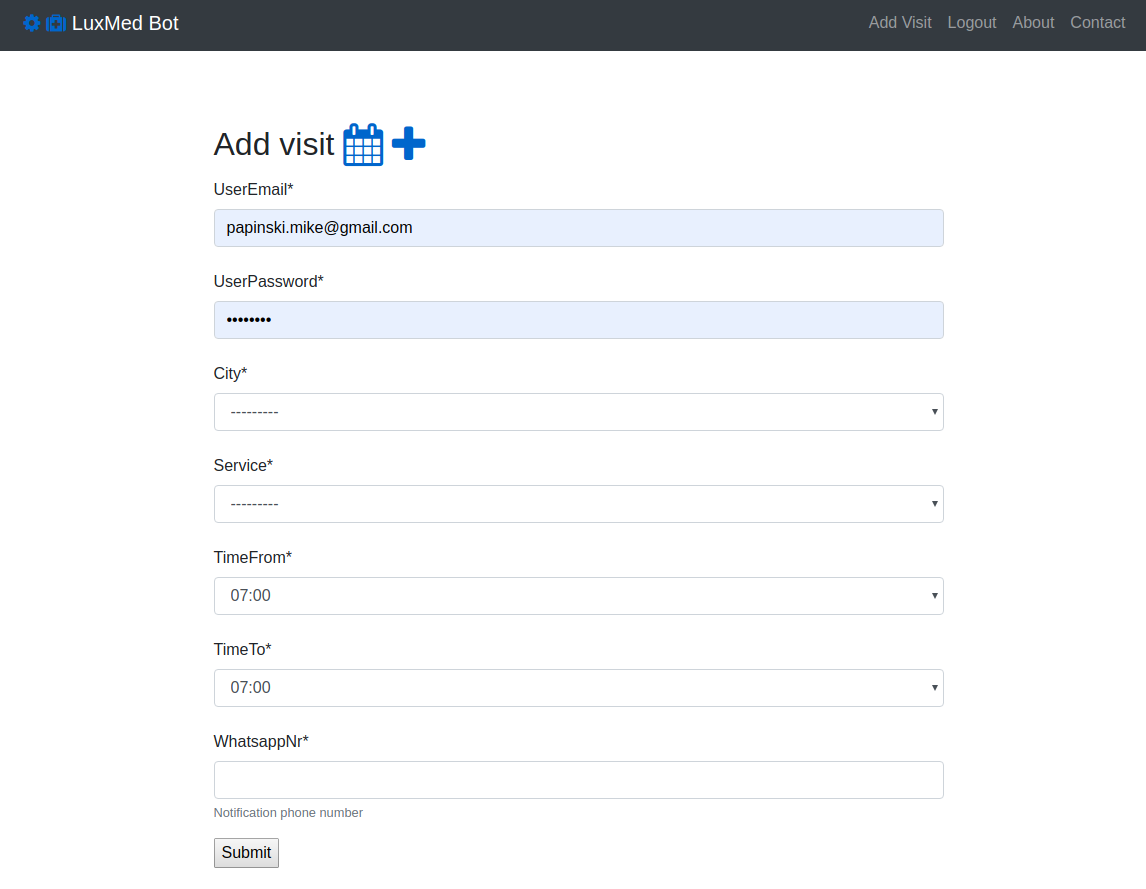 LuxMed Bot
Add Visit Logout About Contact
Add visit
UserEmail*
papinski.mike@gmail.com
UserPassword*
••••••••
City*
---------
Service*
---------
TimeFrom*
07:00
TimeTo*
07:00
WhatsappNr*
Notification phone number
Submit